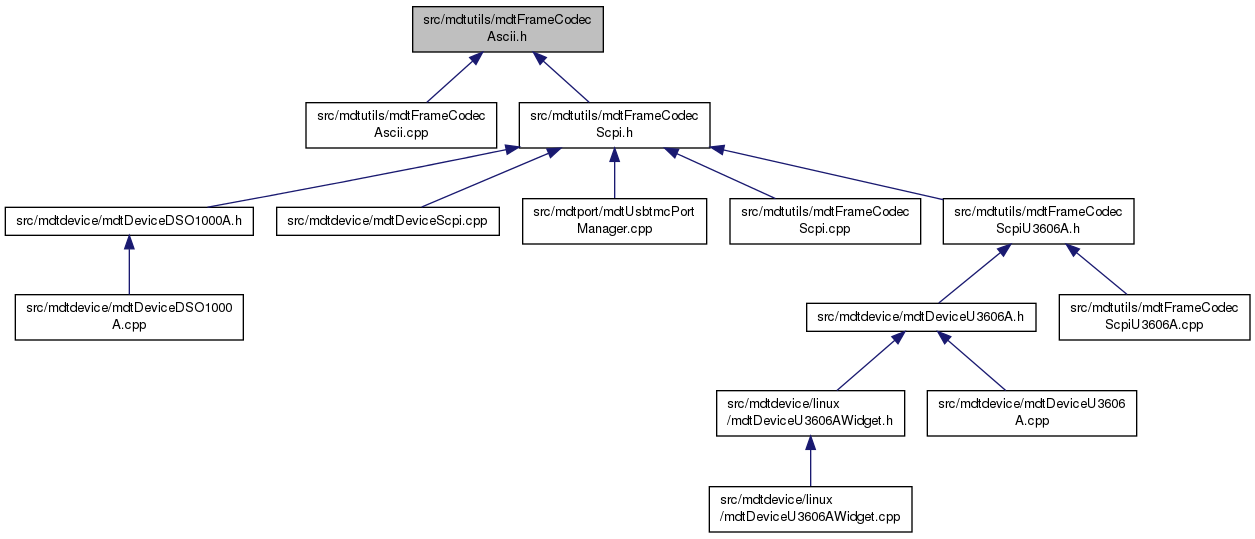 src/mdtutils/mdtFrameCodec
Ascii.h
src/mdtutils/mdtFrameCodec
Ascii.cpp
src/mdtutils/mdtFrameCodec
Scpi.h
src/mdtdevice/mdtDeviceDSO1000A.h
src/mdtdevice/mdtDeviceScpi.cpp
src/mdtport/mdtUsbtmcPort
Manager.cpp
src/mdtutils/mdtFrameCodec
Scpi.cpp
src/mdtutils/mdtFrameCodec
ScpiU3606A.h
src/mdtdevice/mdtDeviceDSO1000
A.cpp
src/mdtdevice/mdtDeviceU3606A.h
src/mdtutils/mdtFrameCodec
ScpiU3606A.cpp
src/mdtdevice/linux
/mdtDeviceU3606AWidget.h
src/mdtdevice/mdtDeviceU3606
A.cpp
src/mdtdevice/linux
/mdtDeviceU3606AWidget.cpp